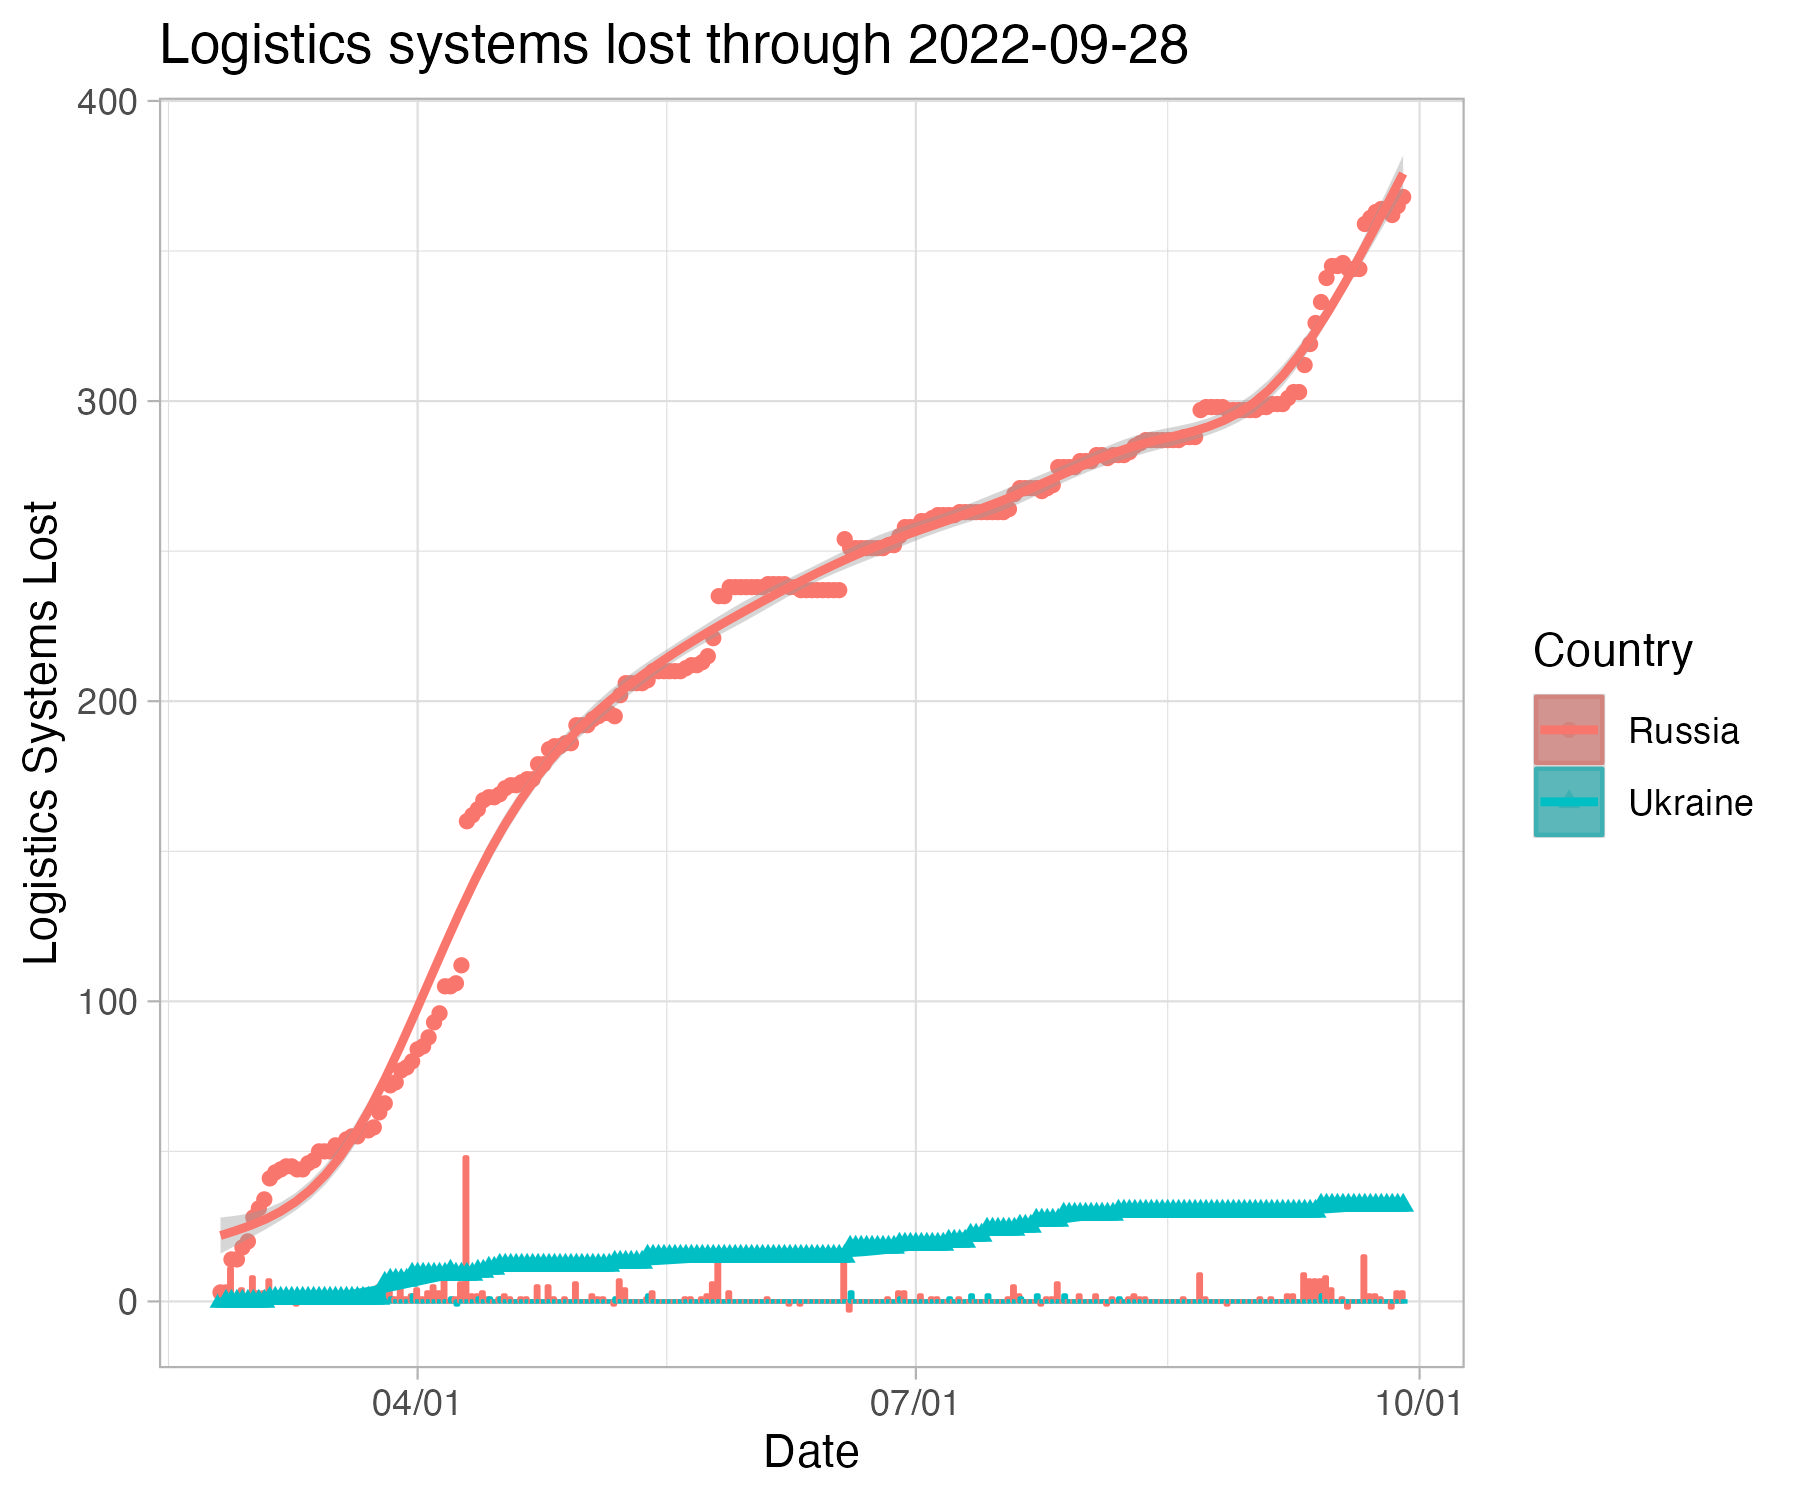 Logistics systems lost through 2022-09-28
Logistics Systems Lost
400
300
200
100
0
04/01
07/01
10/01
Date
Country
Russia
Ukraine